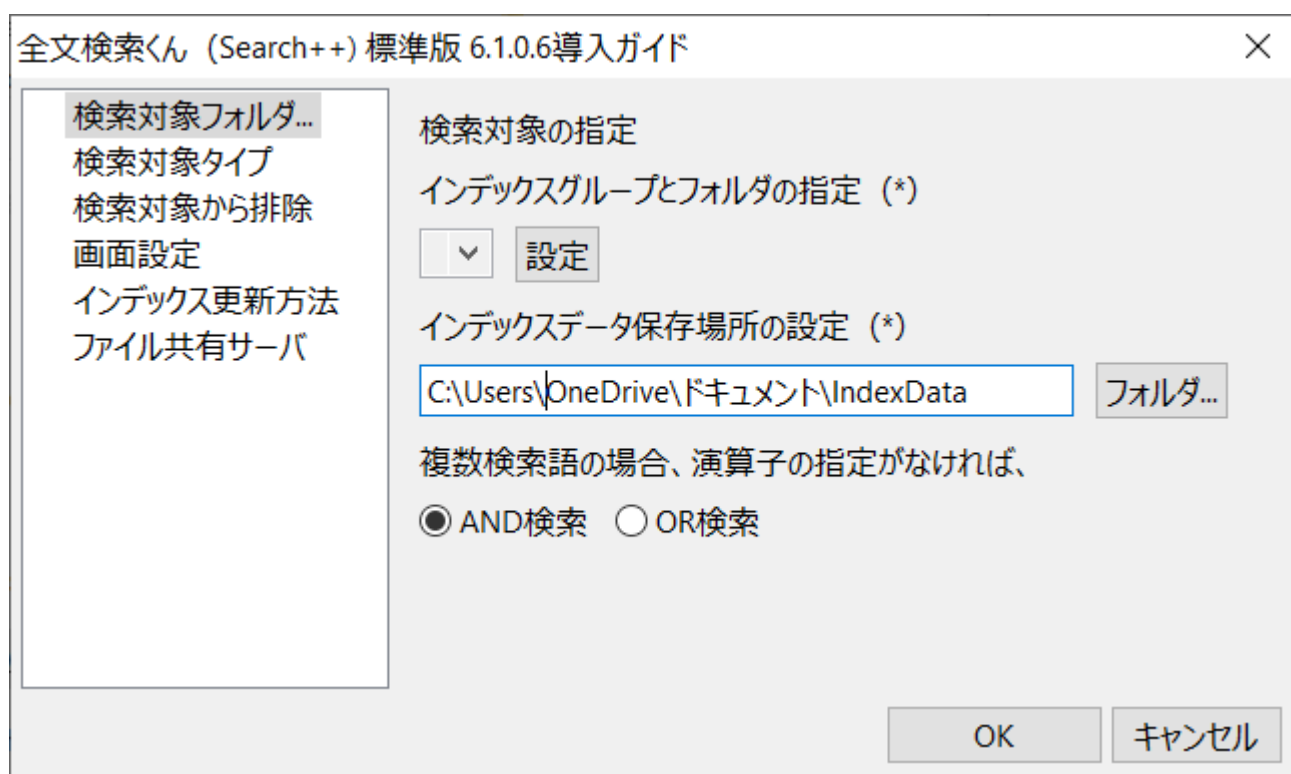 全文検索くん (Search++) 標準版 6.1.0.6導入ガイド
検索対象フォルダ...
検索対象タイプ
検索対象から排除
画面設定
インデックス更新方法
ファイル共有サーバ
検索対象の指定
インデックスグループとフォルダの指定 (*)
設定
インデックスデータ保存場所の設定 (*)
C:\Users\OneDrive\ドキュメント\IndexData
フォルダ...
複数検索語の場合、演算子の指定がなければ、
AND検索 OR検索
OK キャンセル